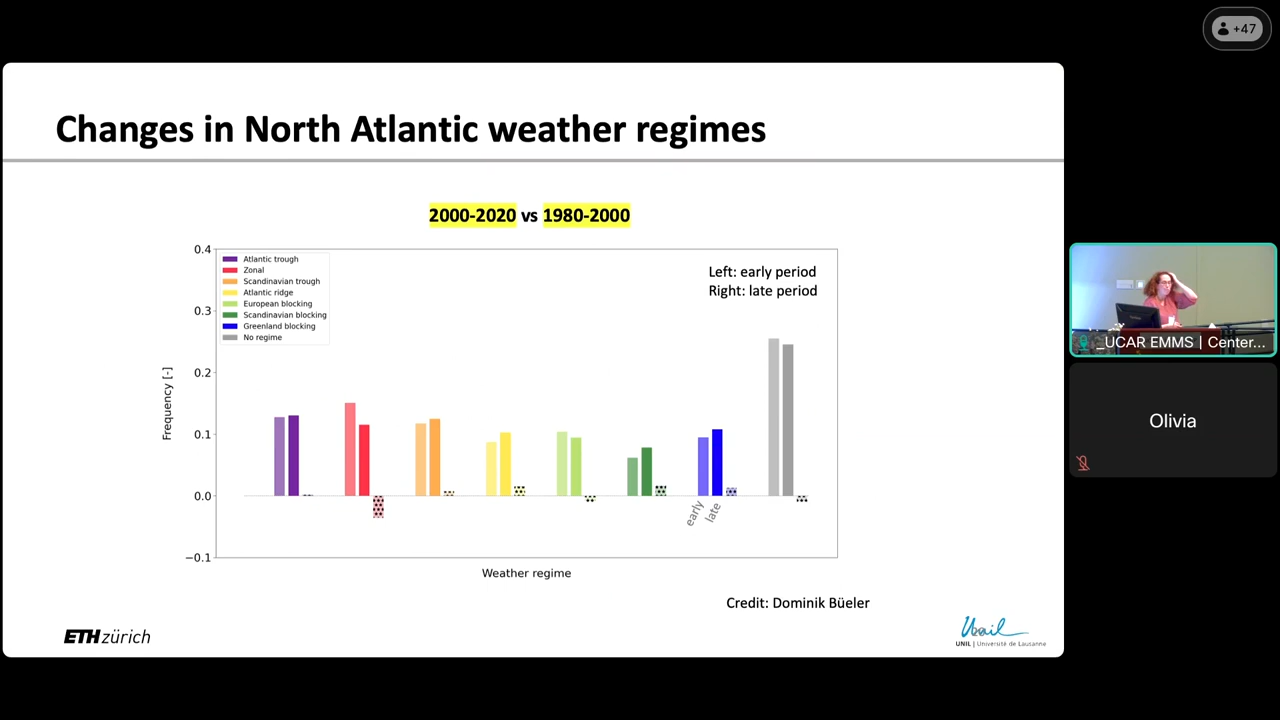 +47
Changes in North Atlantic weather regimes
2000-2020 vs 1980-2000
0.4
0.3
0.2
0.1
0.0
−0.1
Frequency [-]
Atlantic trough
Zonal
Scandinavian trough
Atlantic ridge
European blocking
Scandinavian blocking
Greenland blocking
No regime
Left: early period
Right: late period
early
late
Weather regime
Credit: Dominik Büeler
ETH zürich
Unil
UNIL | Université de Lausanne
_UCAR EMMS | Center...
Olivia